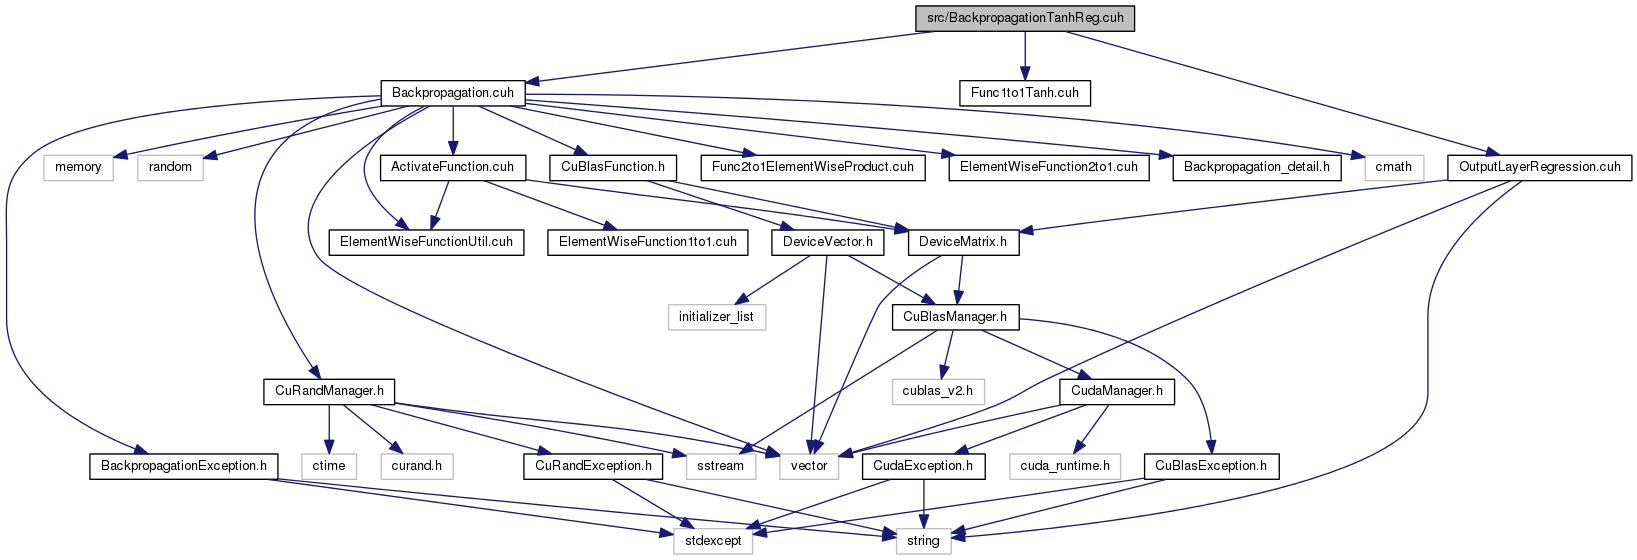 src/BackpropagationTanhReg.cuh
Backpropagation.cuh
Func1to1Tanh.cuh
memory
random
ActivateFunction.cuh
CuBlasFunction.h
Func2to1ElementWiseProduct.cuh
ElementWiseFunction2to1.cuh
Backpropagation_detail.h
cmath
OutputLayerRegression.cuh
ElementWiseFunctionUtil.cuh
ElementWiseFunction1to1.cuh
DeviceVector.h
DeviceMatrix.h
initializer_list
CuBlasManager.h
CuRandManager.h
cublas_v2.h
CudaManager.h
BackpropagationException.h
ctime
curand.h
CuRandException.h
sstream
vector
CudaException.h
cuda_runtime.h
CuBlasException.h
stdexcept
string